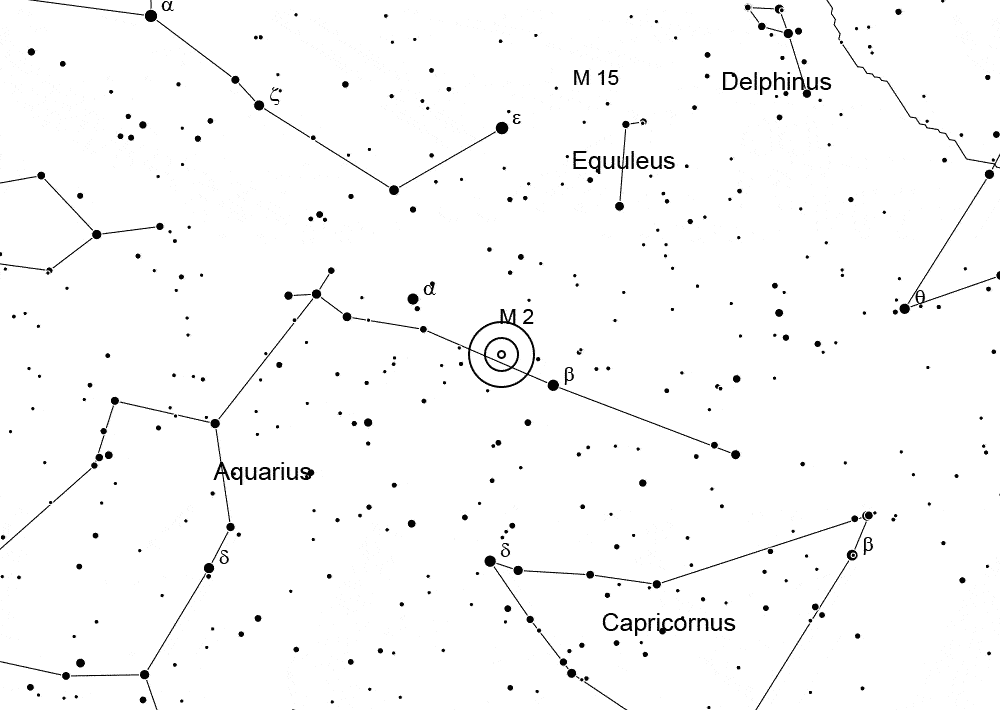 α
M 15
Delphinus
ζ
ε
Equuleus
α
θ
M 2
β
Aquarius
β
δ
δ
Capricornus